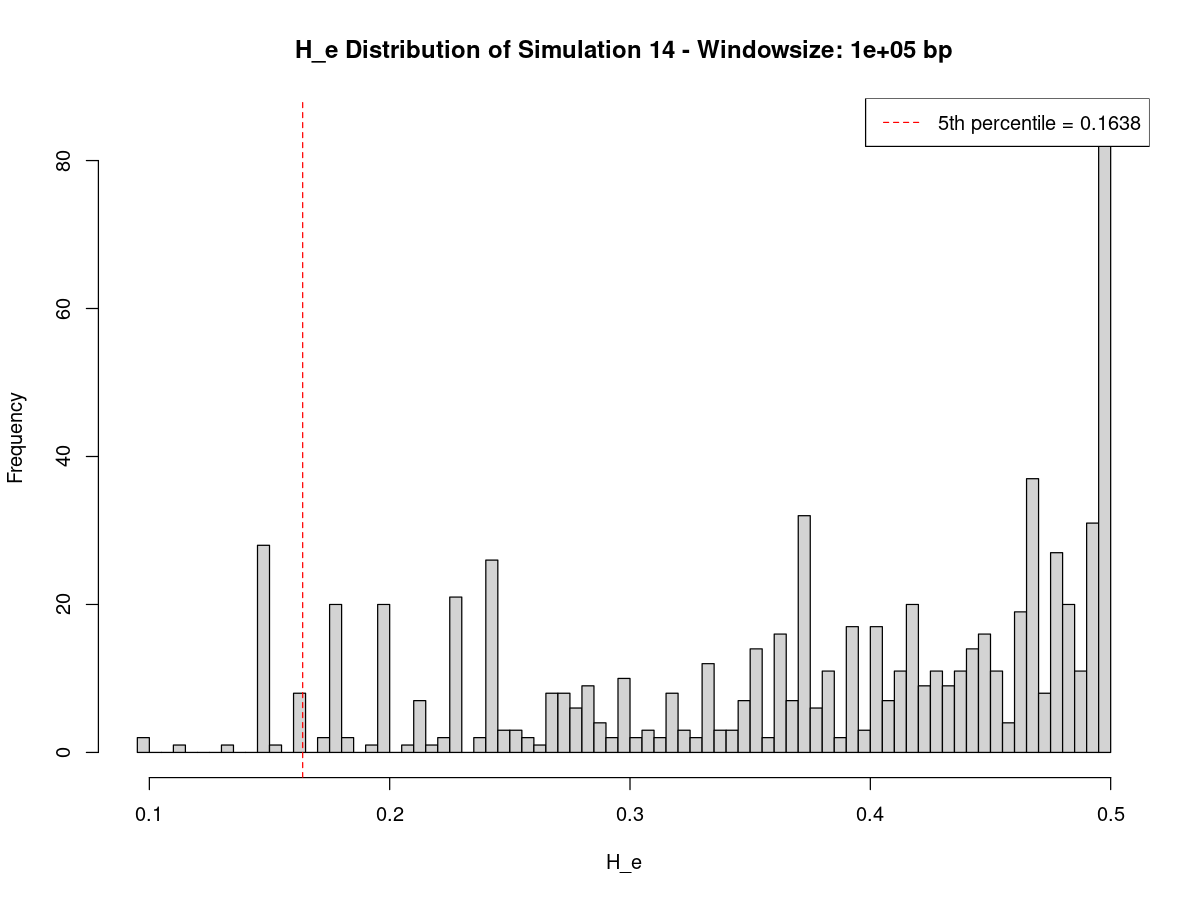 H_e Distribution of Simulation 14 - Windowsize: 1e+05 bp
5th percentile = 0.1638
Frequency
80
60
40
20
0
0.1 0.2 0.3 0.4 0.5
H_e